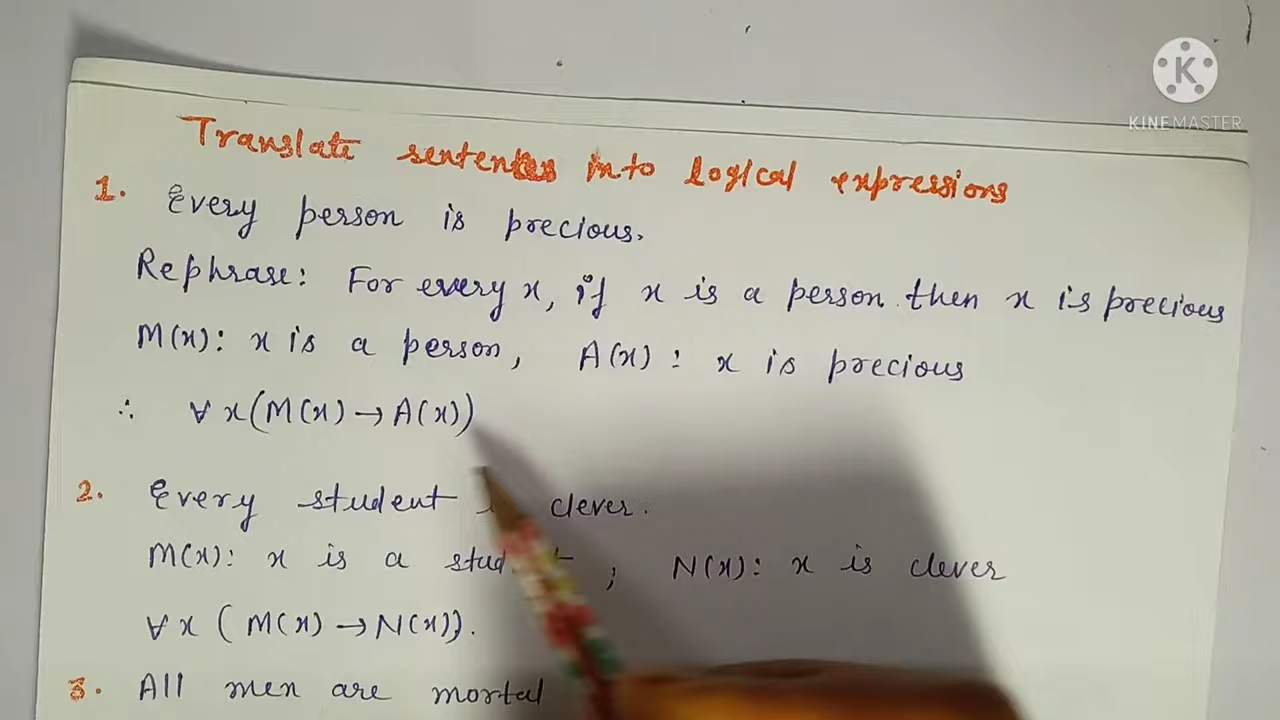 Translate sentences into logical expressions
1. Every person is precious.
Rephrase: For every x, if x is a person then x is precious
M(x): x is a person, A(x): x is precious
∴ ∀ x(M(x) → A(x))
2. Every student clever.
M(x): x is a ; N(x): x is clever
∀ x ( M(x) → N(x)).
3. All men are mortal
K
KINEMASTER